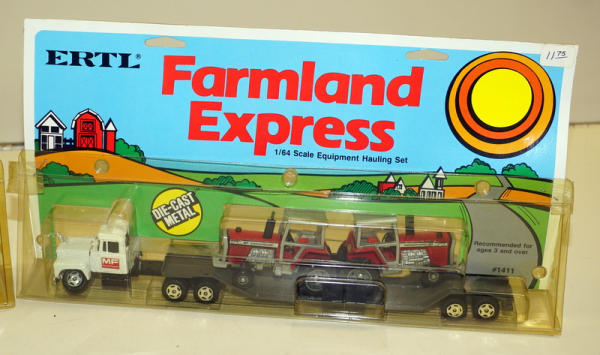 ERTL®
Farmland
Express
1/64 Scale Equipment Hauling Set
11.75
DIE-CAST
METAL
MF
Recommended for
ages 3 and over
#1411